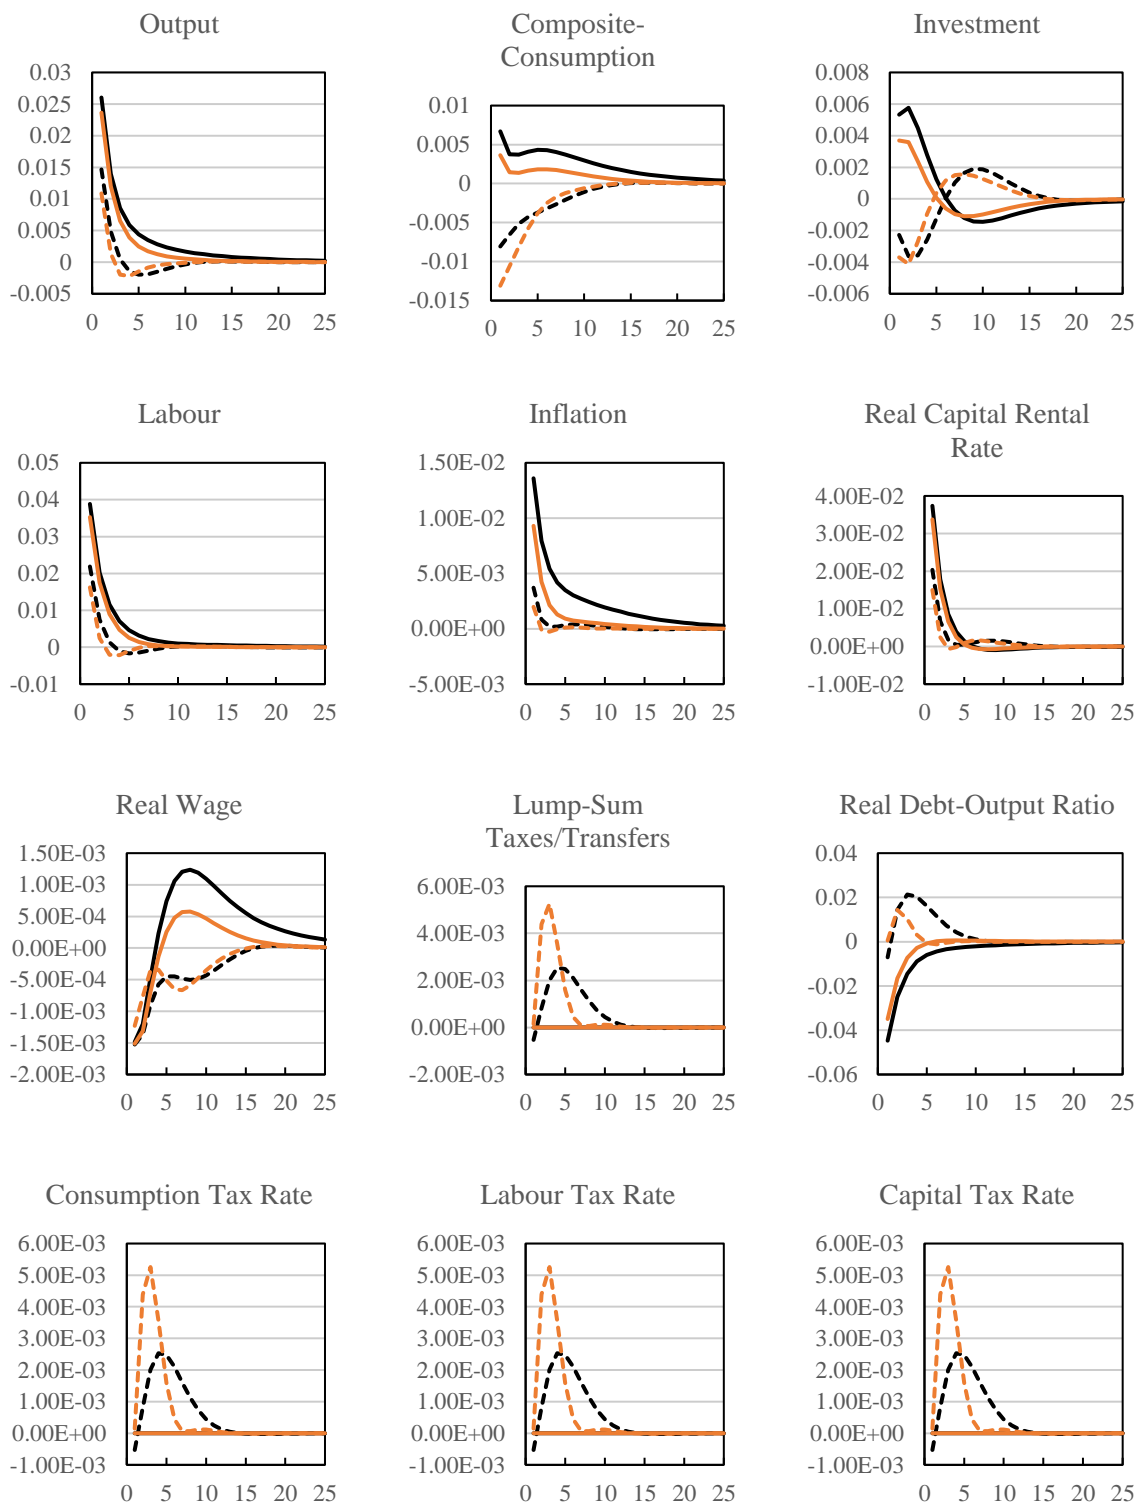 Output
0.03
0.025
0.02
0.015
0.01
0.005
0
-0.005
0 5 10 15 20 25
Composite-
Consumption
0.01
0.005
0
-0.005
-0.01
-0.015
0 5 10 15 20 25
Investment
0.008
0.006
0.004
0.002
0
-0.002
-0.004
-0.006
0 5 10 15 20 25
Labour
0.05
0.04
0.03
0.02
0.01
0
-0.01
0 5 10 15 20 25
Inflation
1.50E-02
1.00E-02
5.00E-03
0.00E+00
-5.00E-03
0 5 10 15 20 25
Real Capital Rental
Rate
4.00E-02
3.00E-02
2.00E-02
1.00E-02
0.00E+00
-1.00E-02
0 5 10 15 20 25
Real Wage
1.50E-03
1.00E-03
5.00E-04
0.00E+00
-5.00E-04
-1.00E-03
-1.50E-03
-2.00E-03
0 5 10 15 20 25
Lump-Sum
Taxes/Transfers
6.00E-03
4.00E-03
2.00E-03
0.00E+00
-2.00E-03
0 5 10 15 20 25
Real Debt-Output Ratio
0.04
0.02
0
-0.02
-0.04
-0.06
0 5 10 15 20 25
Consumption Tax Rate
6.00E-03
5.00E-03
4.00E-03
3.00E-03
2.00E-03
1.00E-03
0.00E+00
-1.00E-03
0 5 10 15 20 25
Labour Tax Rate
6.00E-03
5.00E-03
4.00E-03
3.00E-03
2.00E-03
1.00E-03
0.00E+00
-1.00E-03
0 5 10 15 20 25
Capital Tax Rate
6.00E-03
5.00E-03
4.00E-03
3.00E-03
2.00E-03
1.00E-03
0.00E+00
-1.00E-03
0 5 10 15 20 25